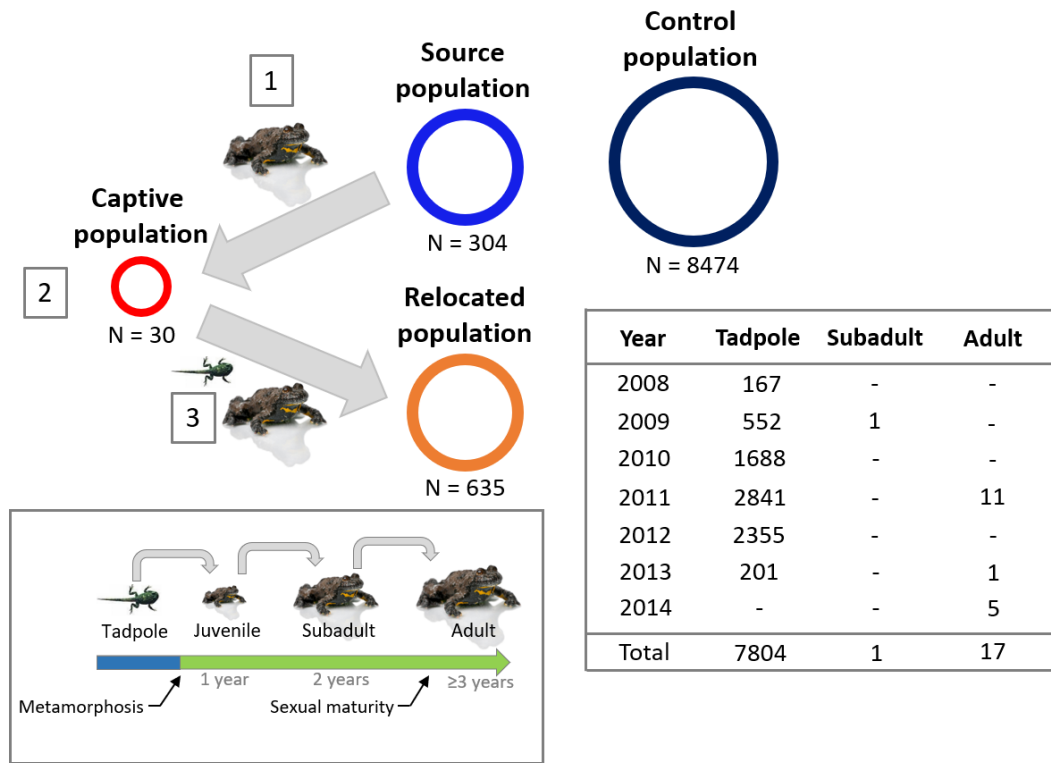 1
Source
population
N = 304
Control
population
N = 8474
Captive
population
2
N = 30
3
Relocated
population
N = 635
Year Tadpole Subadult Adult
2008 167 - -
2009 552 1 -
2010 1688 - -
2011 2841 - 11
2012 2355 - -
2013 201 - 1
2014 - - 5
Total 7804 1 17
Tadpole Juvenile Subadult Adult
1 year 2 years ≥3 years
Metamorphosis Sexual maturity